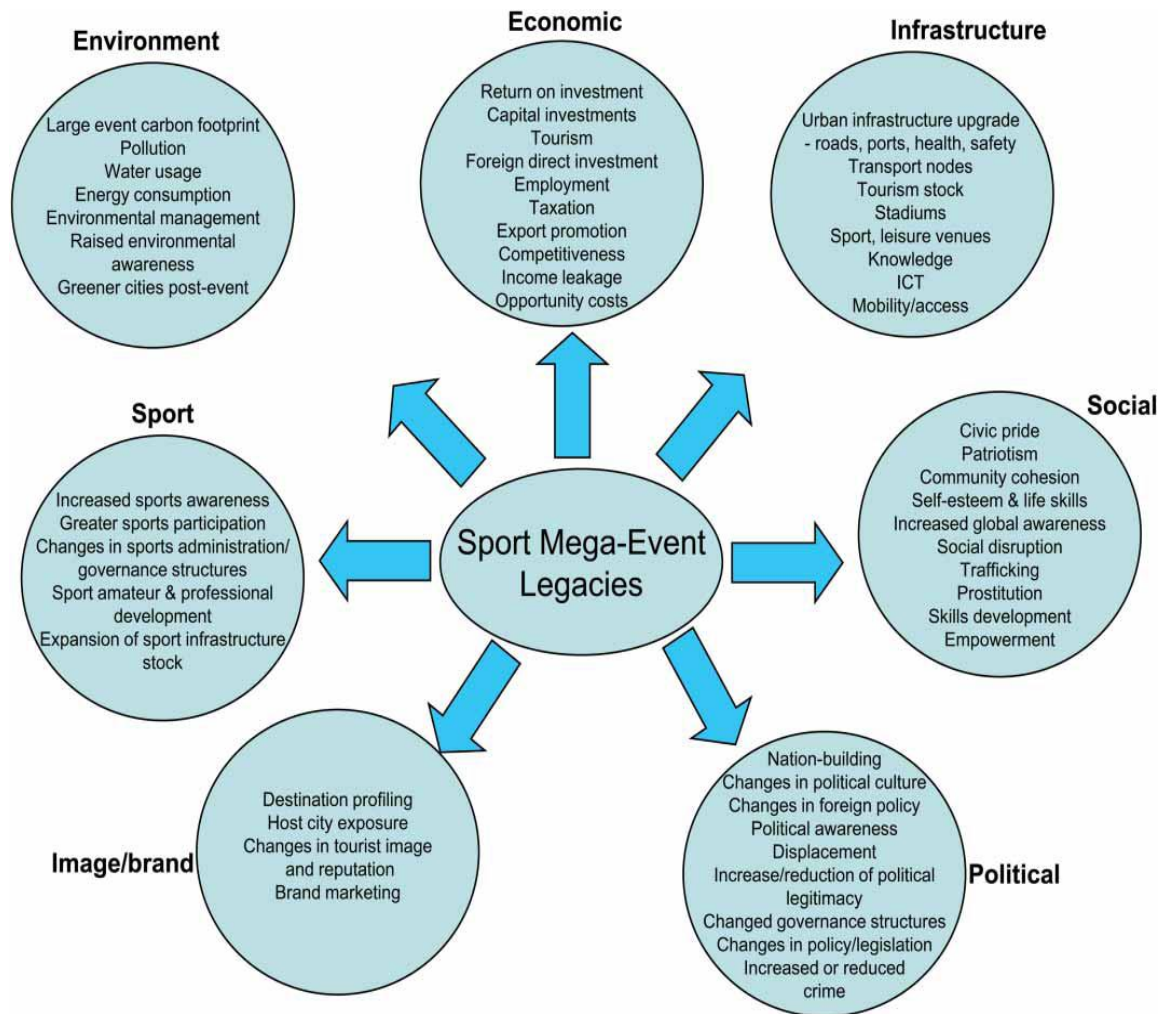 Environment
Large event carbon footprint
Pollution
Water usage
Energy consumption
Environmental management
Raised environmental
awareness
Greener cities post-event
Economic
Return on investment
Capital investments
Tourism
Foreign direct investment
Employment
Taxation
Export promotion
Competitiveness
Income leakage
Opportunity costs
Infrastructure
Urban infrastructure upgrade
- roads, ports, health, safety
Transport nodes
Tourism stock
Stadiums
Sport, leisure venues
Knowledge
ICT
Mobility/access
Sport
Increased sports awareness
Greater sports participation
Changes in sports administration/
governance structures
Sport amateur & professional
development
Expansion of sport infrastructure
stock
Sport Mega-Event
Legacies
Social
Civic pride
Patriotism
Community cohesion
Self-esteem & life skills
Increased global awareness
Social disruption
Trafficking
Prostitution
Skills development
Empowerment
Image/brand
Destination profiling
Host city exposure
Changes in tourist image
and reputation
Brand marketing
Political
Nation-building
Changes in political culture
Changes in foreign policy
Political awareness
Displacement
Increase/reduction of political
legitimacy
Changed governance structures
Changes in policy/legislation
Increased or reduced
crime